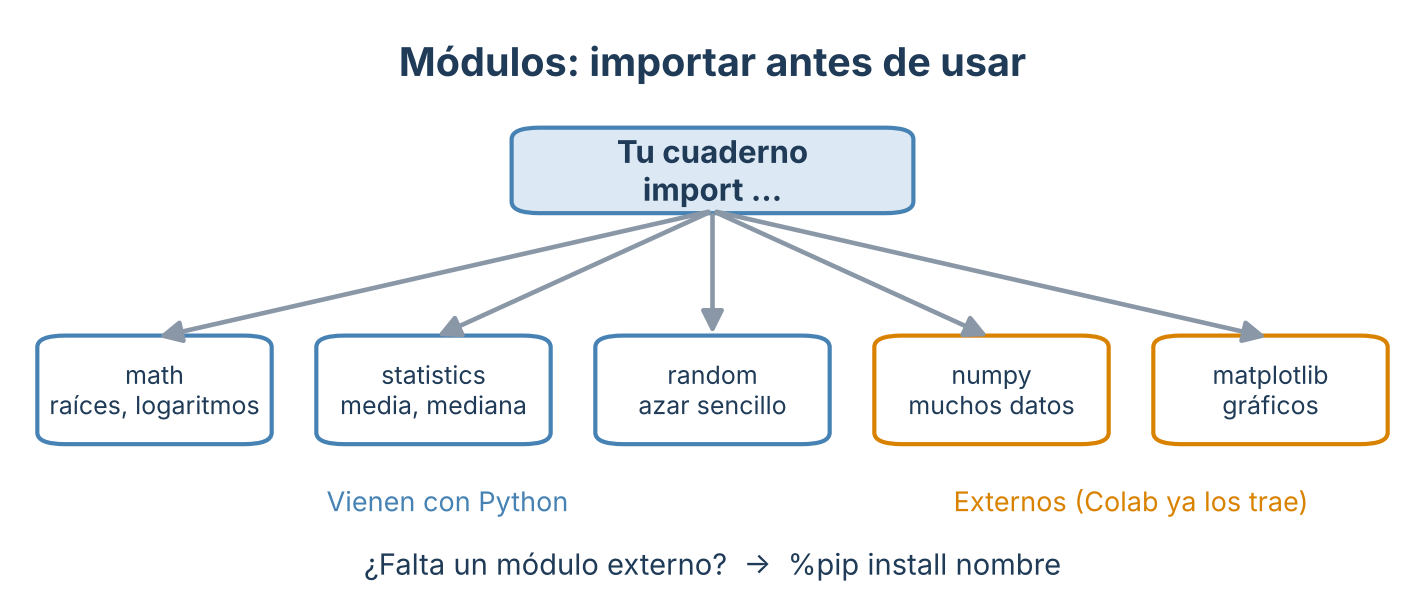 Módulos: importar antes de usar
Tu cuaderno
import ...
math
raíces, logaritmos
statistics
media, mediana
random
azar sencillo
numpy
muchos datos
matplotlib
gráficos
Vienen con Python
Externos (Colab ya los trae)
¿Falta un módulo externo? → %pip install nombre